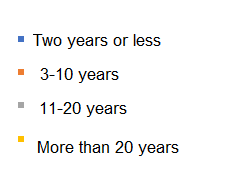 Two years or less
3-10 years
11-20 years
More than 20 years